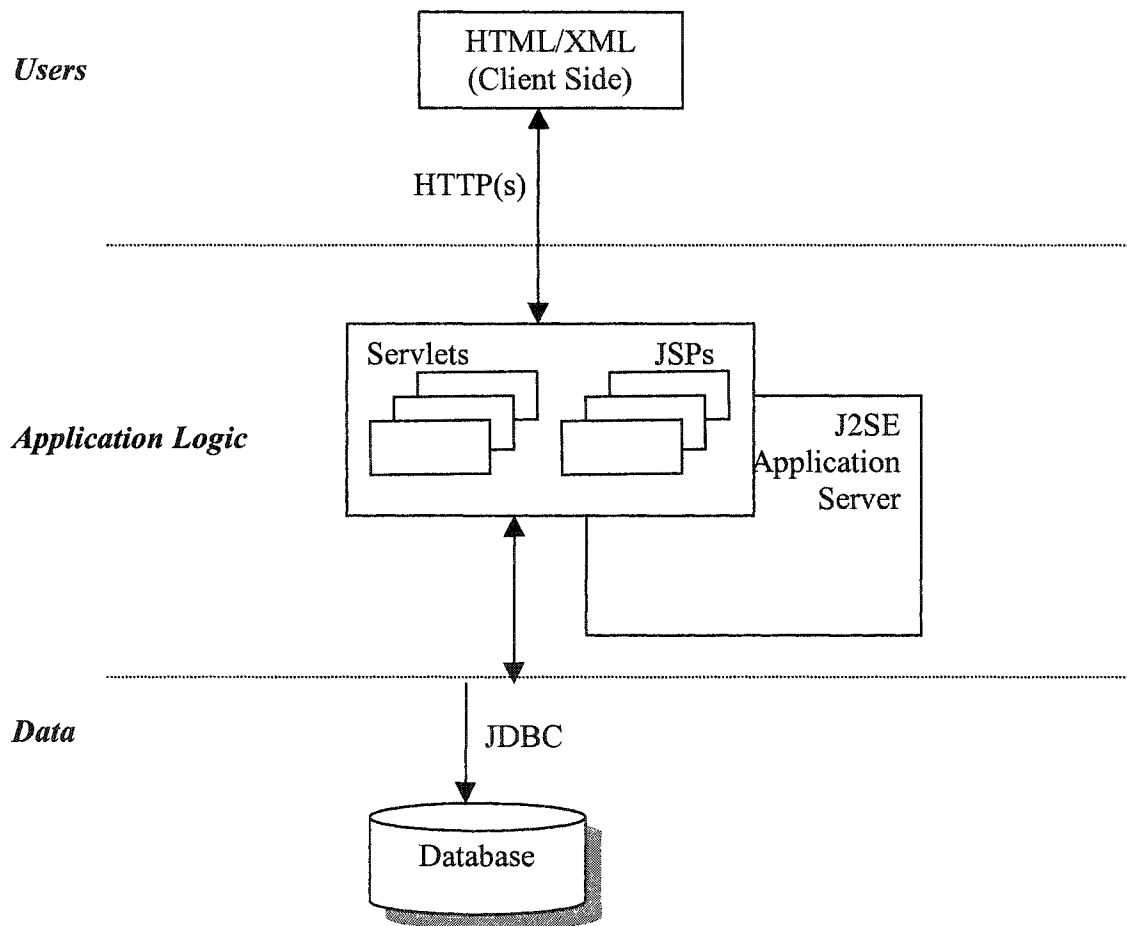 Users
HTML/XML
(Client Side)
HTTP(s)
Servlets
JSPs
Application Logic
J2SE
Application
Server
Data
JDBC
Database